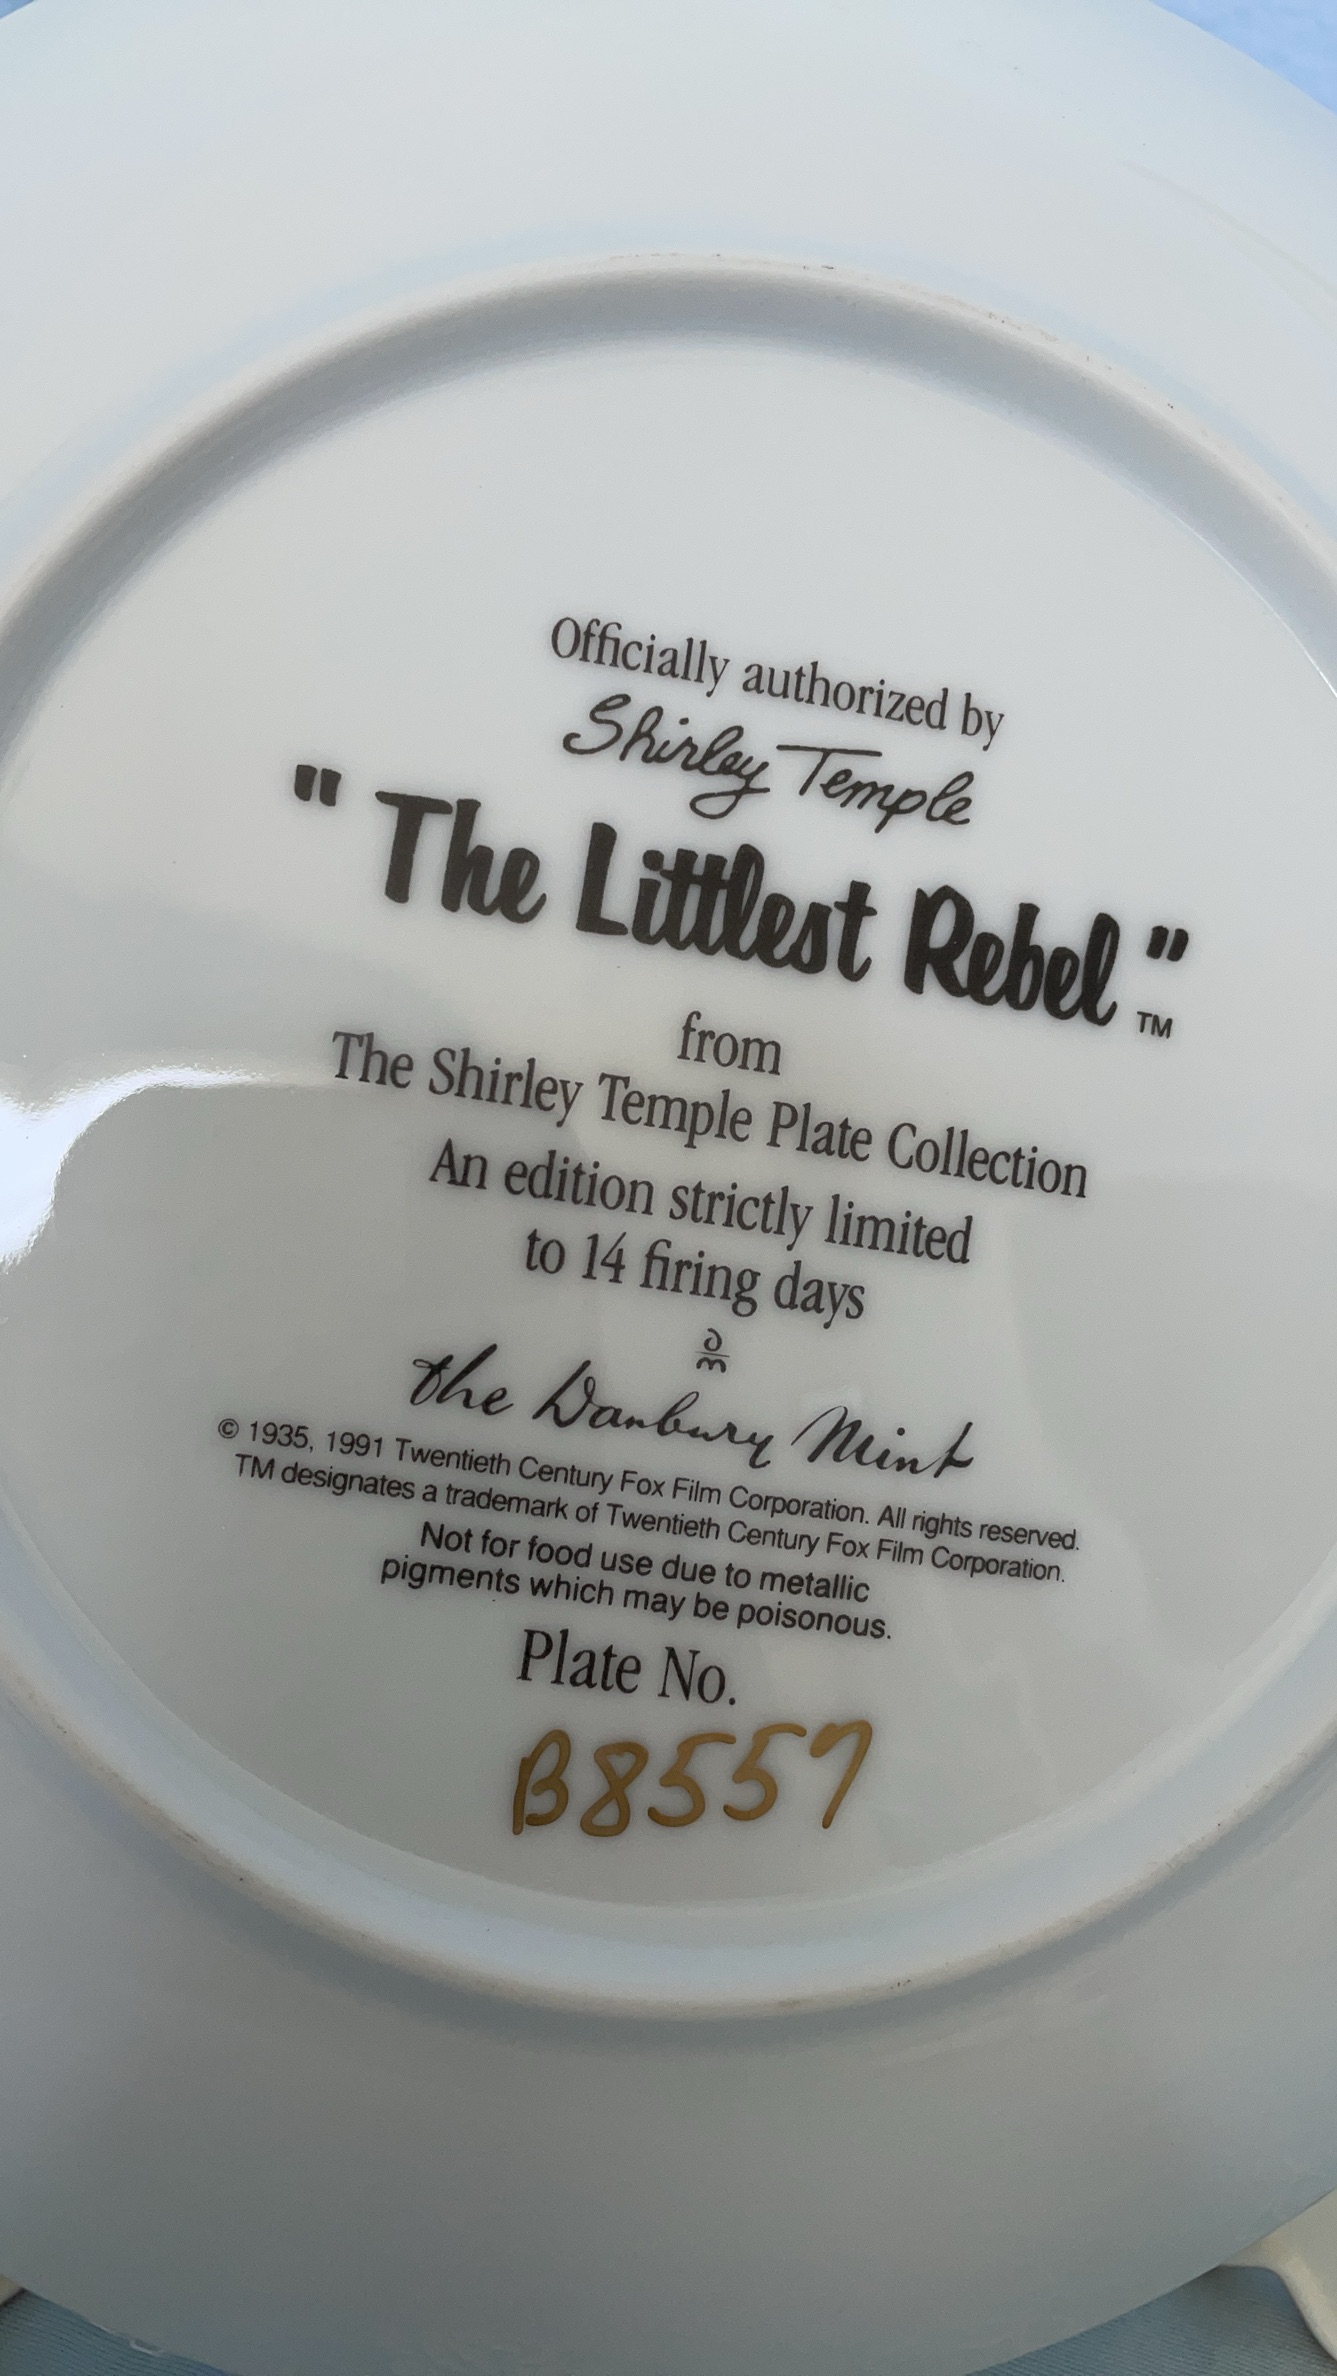 Officially authorized by
Shirley Temple
"The Littlest Rebel"™
from
The Shirley Temple Plate Collection
An edition strictly limited
to 14 firing days
dm
the Danbury Mint
© 1935, 1991 Twentieth Century Fox Film Corporation. All rights reserved.
TM designates a trademark of Twentieth Century Fox Film Corporation.
Not for food use due to metallic
pigments which may be poisonous.
Plate No.
B8557